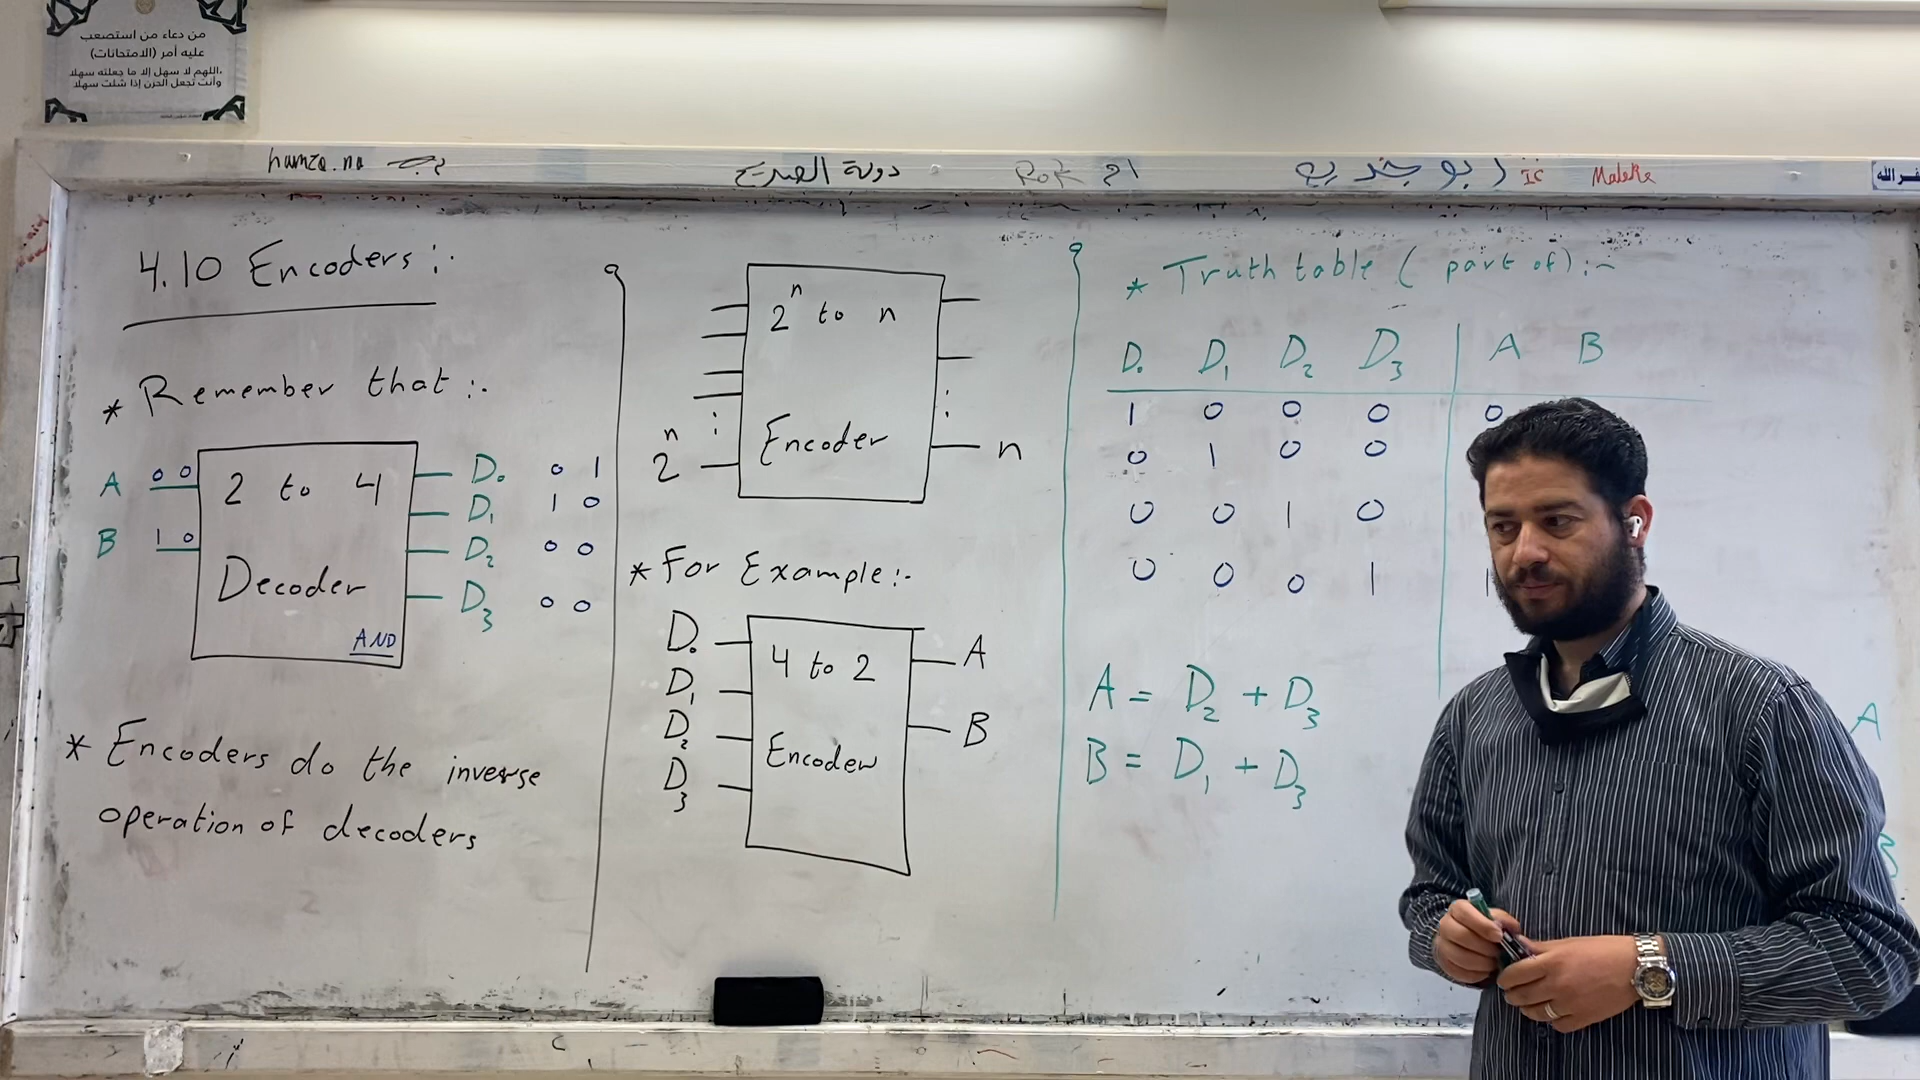 من دعاء من استصعب
عليه أمر (الامتحانات)
اللهم لا سهل إلا ما جعلته سهلا،
وأنت تجعل الحزن إذا شئت سهلا
hamza.no
دولة
Rok
ابو
IC
Maleke
4.10 Encoders:.
* Remember that:.
A 0 0
B 1 0
2 to 4
Decoder
AND
D₀ 0 1
D₁ 1 0
D₂ 0 0
D₃ 0 0
* Encoders do the inverse
operation of decoders
2ⁿ to n
Encoder
2ⁿ
n
* For Example:-
D₀
D₁
D₂
D₃
4 to 2
Encoder
A
B
* Truth table (part of):-
D₀ D₁ D₂ D₃ A B
1 0 0 0 0
0 1 0 0
0 0 1 0
0 0 0 1 1
A = D₂ + D₃
B = D₁ + D₃
A
B